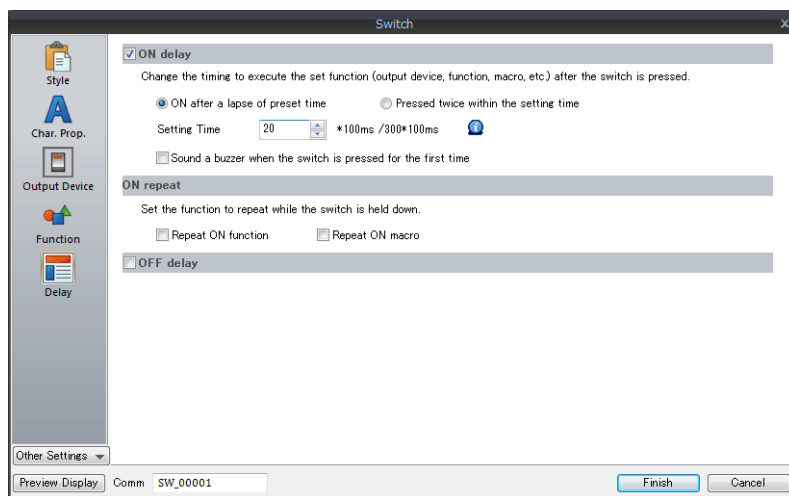 Switch
Style
Char. Prop.
Output Device
Function
Delay
Other Settings
ON delay
Change the timing to execute the set function (output device, function, macro, etc.) after the switch is pressed.
ON after a lapse of preset time Pressed twice within the setting time
Setting Time 20 *100ms /300*100ms
Sound a buzzer when the switch is pressed for the first time
ON repeat
Set the function to repeat while the switch is held down.
Repeat ON function Repeat ON macro
OFF delay
Preview Display Comm SW_00001 Finish Cancel